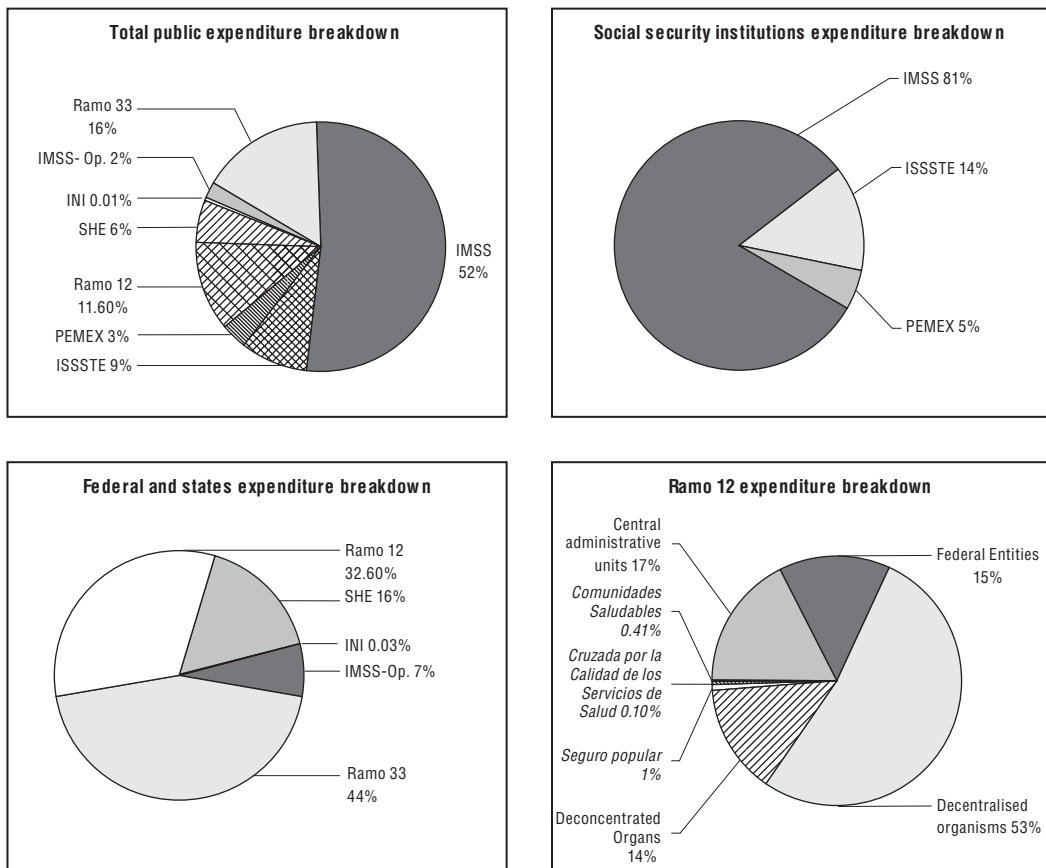 Total public expenditure breakdown
Ramo 33
16%
IMSS- Op. 2%
INI 0.01%
SHE 6%
Ramo 12
11.60%
PEMEX 3%
ISSSTE 9%
IMSS
52%
Social security institutions expenditure breakdown
IMSS 81%
ISSSTE 14%
PEMEX 5%
Federal and states expenditure breakdown
Ramo 12
32.60%
SHE 16%
INI 0.03%
IMSS-Op. 7%
Ramo 33
44%
Ramo 12 expenditure breakdown
Central
administrative
units 17%
Comunidades
Saludables
0.41%
Cruzada por la
Calidad de los
Servicios de
Salud 0.10%
Seguro popular
1%
Deconcentrated
Organs
14%
Federal Entities
15%
Decentralised
organisms 53%